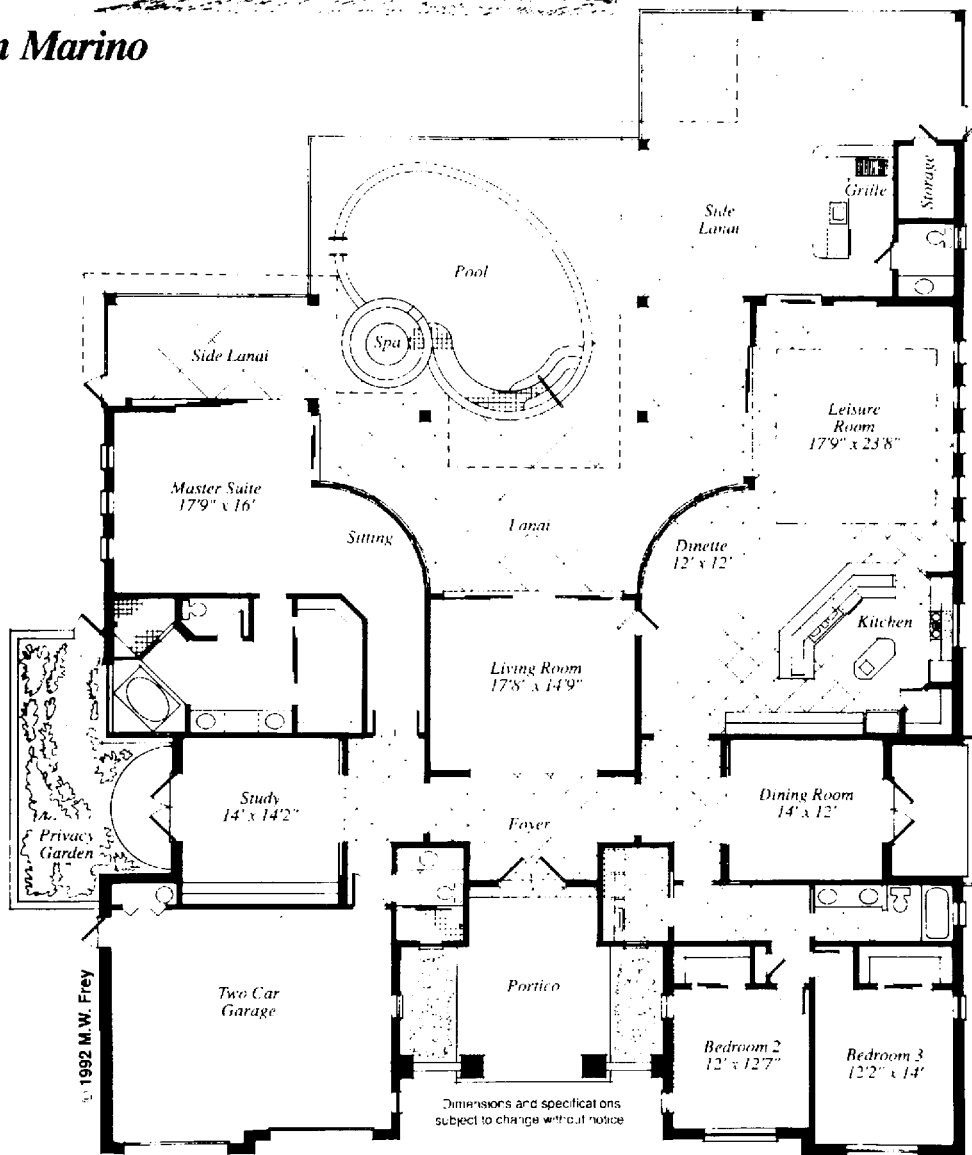 Marino
Grille
Storage
Side
Lanai
Pool
Spa
Side Lanai
Leisure
Room
17'9" x 23'8"
Master Suite
17'9" x 16'
Sitting
Lanai
Dinette
12' x 12'
Kitchen
Living Room
17'8" x 14'9"
Study
14' x 14'2"
Dining Room
14' x 12'
Foyer
Privacy
Garden
Two Car
Garage
Portico
Bedroom 2
12' x 12'7"
Bedroom 3
12'2" x 14'
© 1992 M.W. Frey
Dimensions and specifications
subject to change without notice